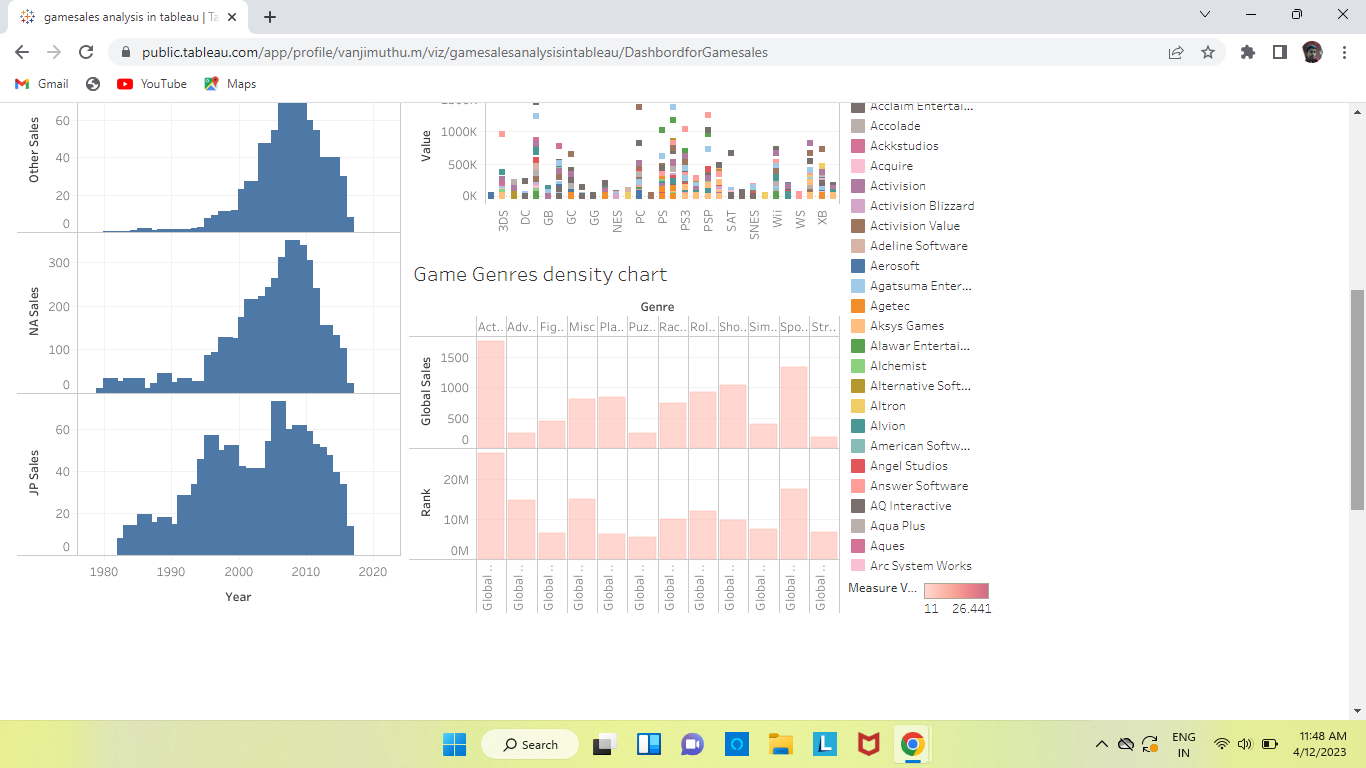 gamesales analysis in tableau | Ta
public.tableau.com/app/profile/vanjimuthu.m/viz/gamesalesanalysisintableau/DashbordforGamesales
Gmail
YouTube
Maps
Other Sales
60
40
20
0
NA Sales
300
200
100
0
JP Sales
60
40
20
0
1980 1990 2000 2010 2020
Year
Value
1000K
500K
0K
3DS DC GB GC GG NES PC PS PS3 PSP SAT SNES Wii WS XB
Game Genres density chart
Genre
Act.. Adv.. Fig.. Misc Pla.. Puz.. Rac.. Rol.. Sho.. Sim.. Spo.. Str..
Global Sales
1500
1000
500
0
Rank
20M
10M
0M
Global .. Global .. Global .. Global .. Global .. Global .. Global .. Global .. Global .. Global .. Global .. Global ..
Acclaim Entertai...
Accolade
Ackkstudios
Acquire
Activision
Activision Blizzard
Activision Value
Adeline Software
Aerosoft
Agatsuma Enter...
Agetec
Aksys Games
Alawar Entertai...
Alchemist
Alternative Soft...
Altron
Alvion
American Softw...
Angel Studios
Answer Software
AQ Interactive
Aqua Plus
Aques
Arc System Works
Measure V...
11 26.441
Search
ENG
IN
11:48 AM
4/12/2023